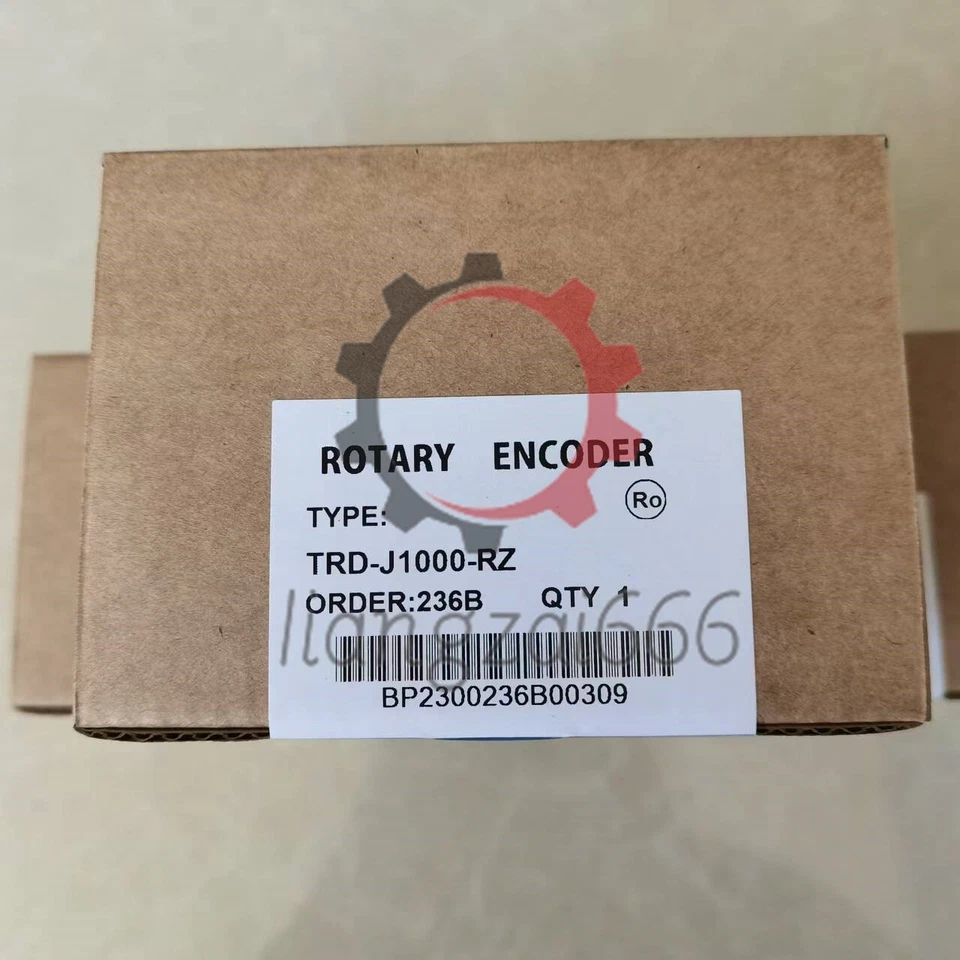 ROTARY ENCODER
Ro
TYPE:
TRD-J1000-RZ
ORDER:236B QTY 1
liangzai666
BP2300236B00309